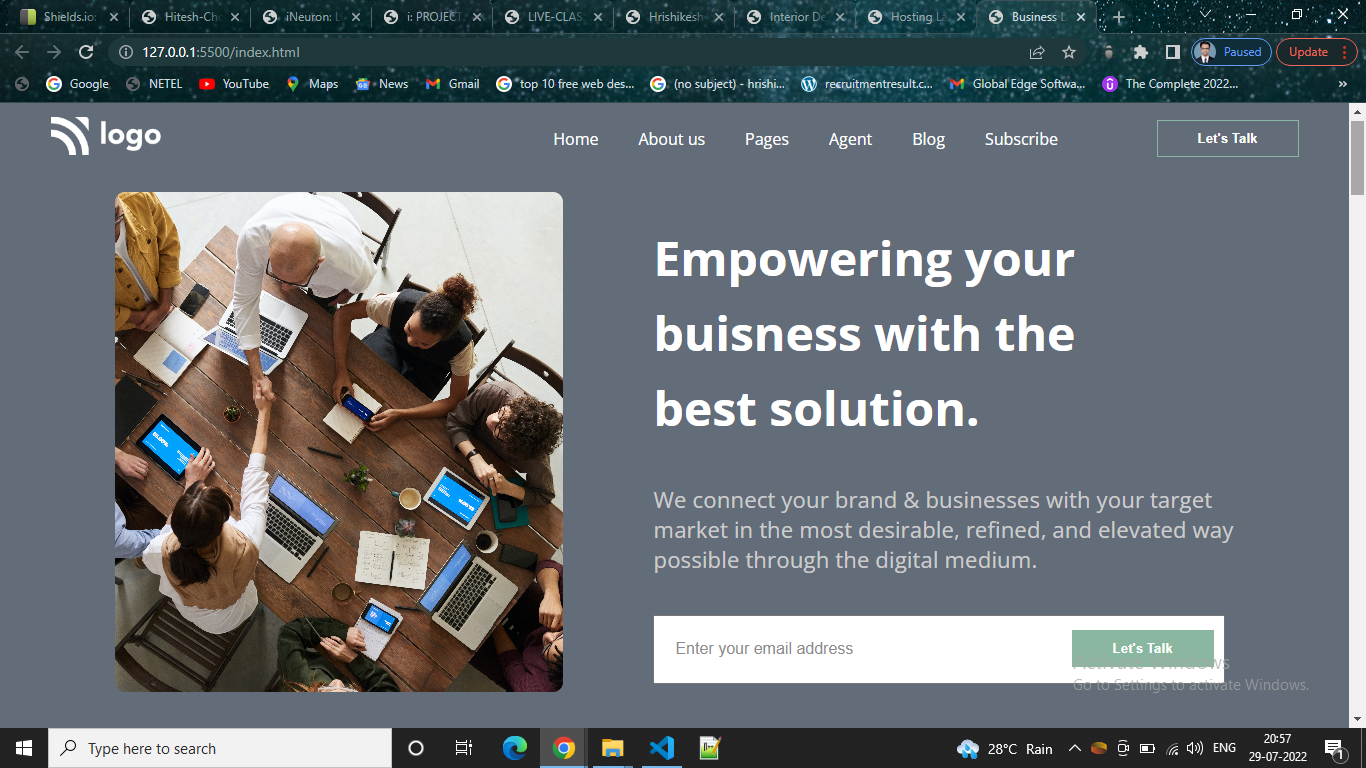 Shields.io:
Hitesh-Cho
iNeuron: L
i: PROJECT
LIVE-CLAS
Hrishikesh
Interior De
Hosting La
Business L
127.0.0.1:5500/index.html
Paused
Update
Google
NETEL
YouTube
Maps
News
Gmail
top 10 free web des...
(no subject) - hrishi...
recruitmentresult.c...
Global Edge Softwa...
The Complete 2022...
logo
Home
About us
Pages
Agent
Blog
Subscribe
Let's Talk
Empowering your
buisness with the
best solution.
We connect your brand & businesses with your target
market in the most desirable, refined, and elevated way
possible through the digital medium.
Enter your email address
Let's Talk
Activate Windows
Go to Settings to activate Windows.
Type here to search
28°C Rain
ENG
20:57
29-07-2022
1